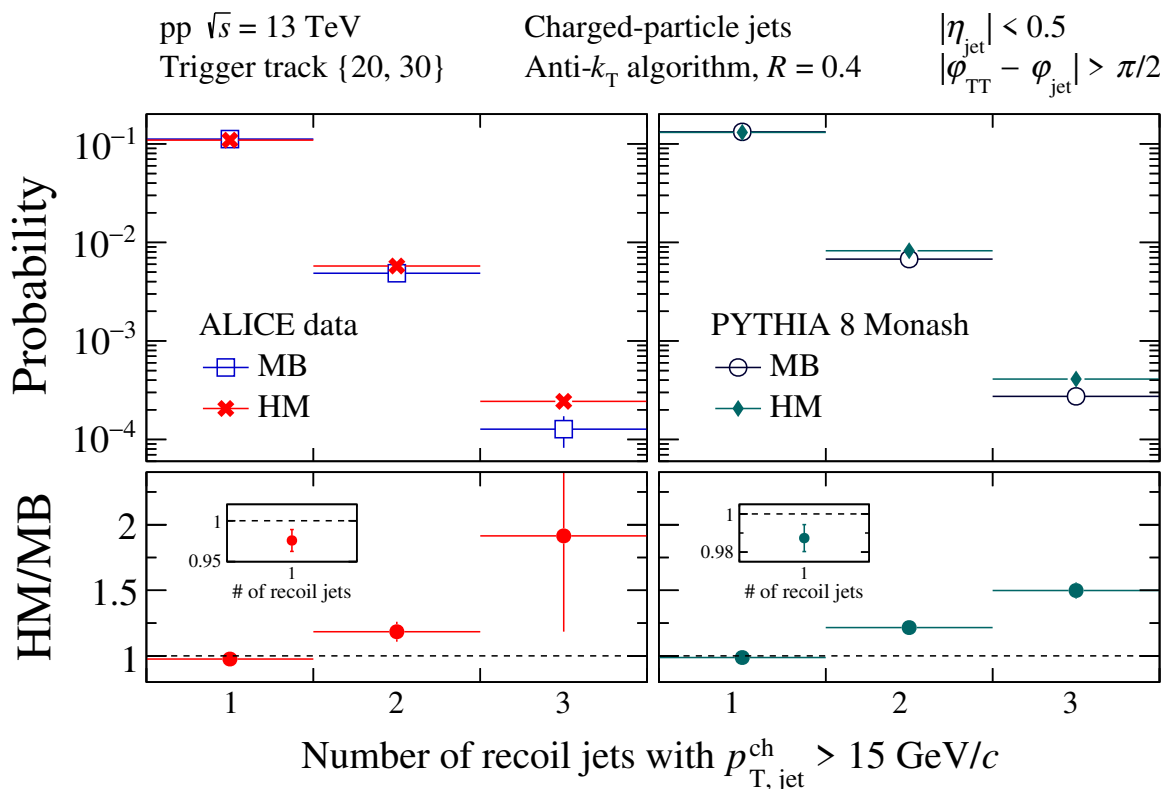 pp √s = 13 TeV
Trigger track {20, 30}
Charged-particle jets
Anti-k_T algorithm, R = 0.4
|η_jet| < 0.5
|φ_TT − φ_jet| > π/2
Probability
10⁻¹
10⁻²
10⁻³
10⁻⁴
ALICE data
MB
HM
PYTHIA 8 Monash
MB
HM
HM/MB
2
1.5
1
1
0.95
1
# of recoil jets
1
0.98
1
# of recoil jets
1 2 3
1 2 3
Number of recoil jets with p_T, jet^ch > 15 GeV/c